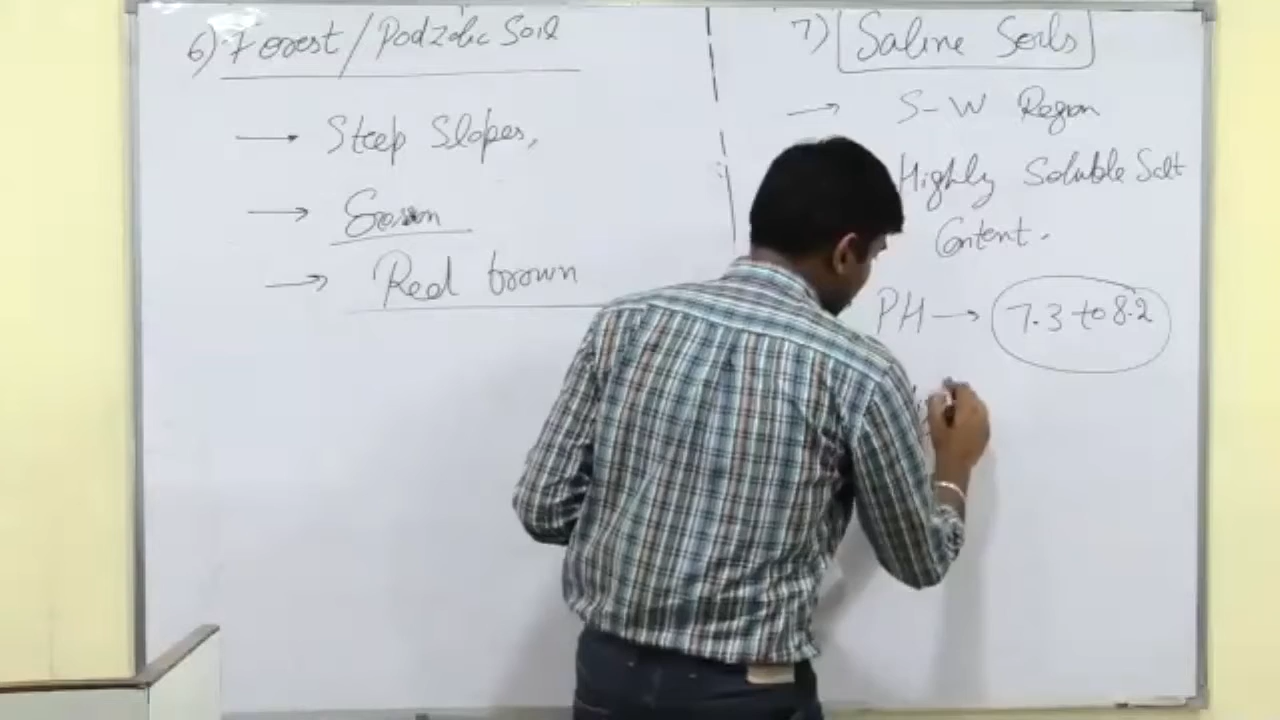 6) Forest/Podzolic Soil
→ Steep Slopes,
→
→ Red brown
7) Saline Soils
→ S-W Region
Highly Soluble Salt
Content.
PH → 7.3 to 8.2